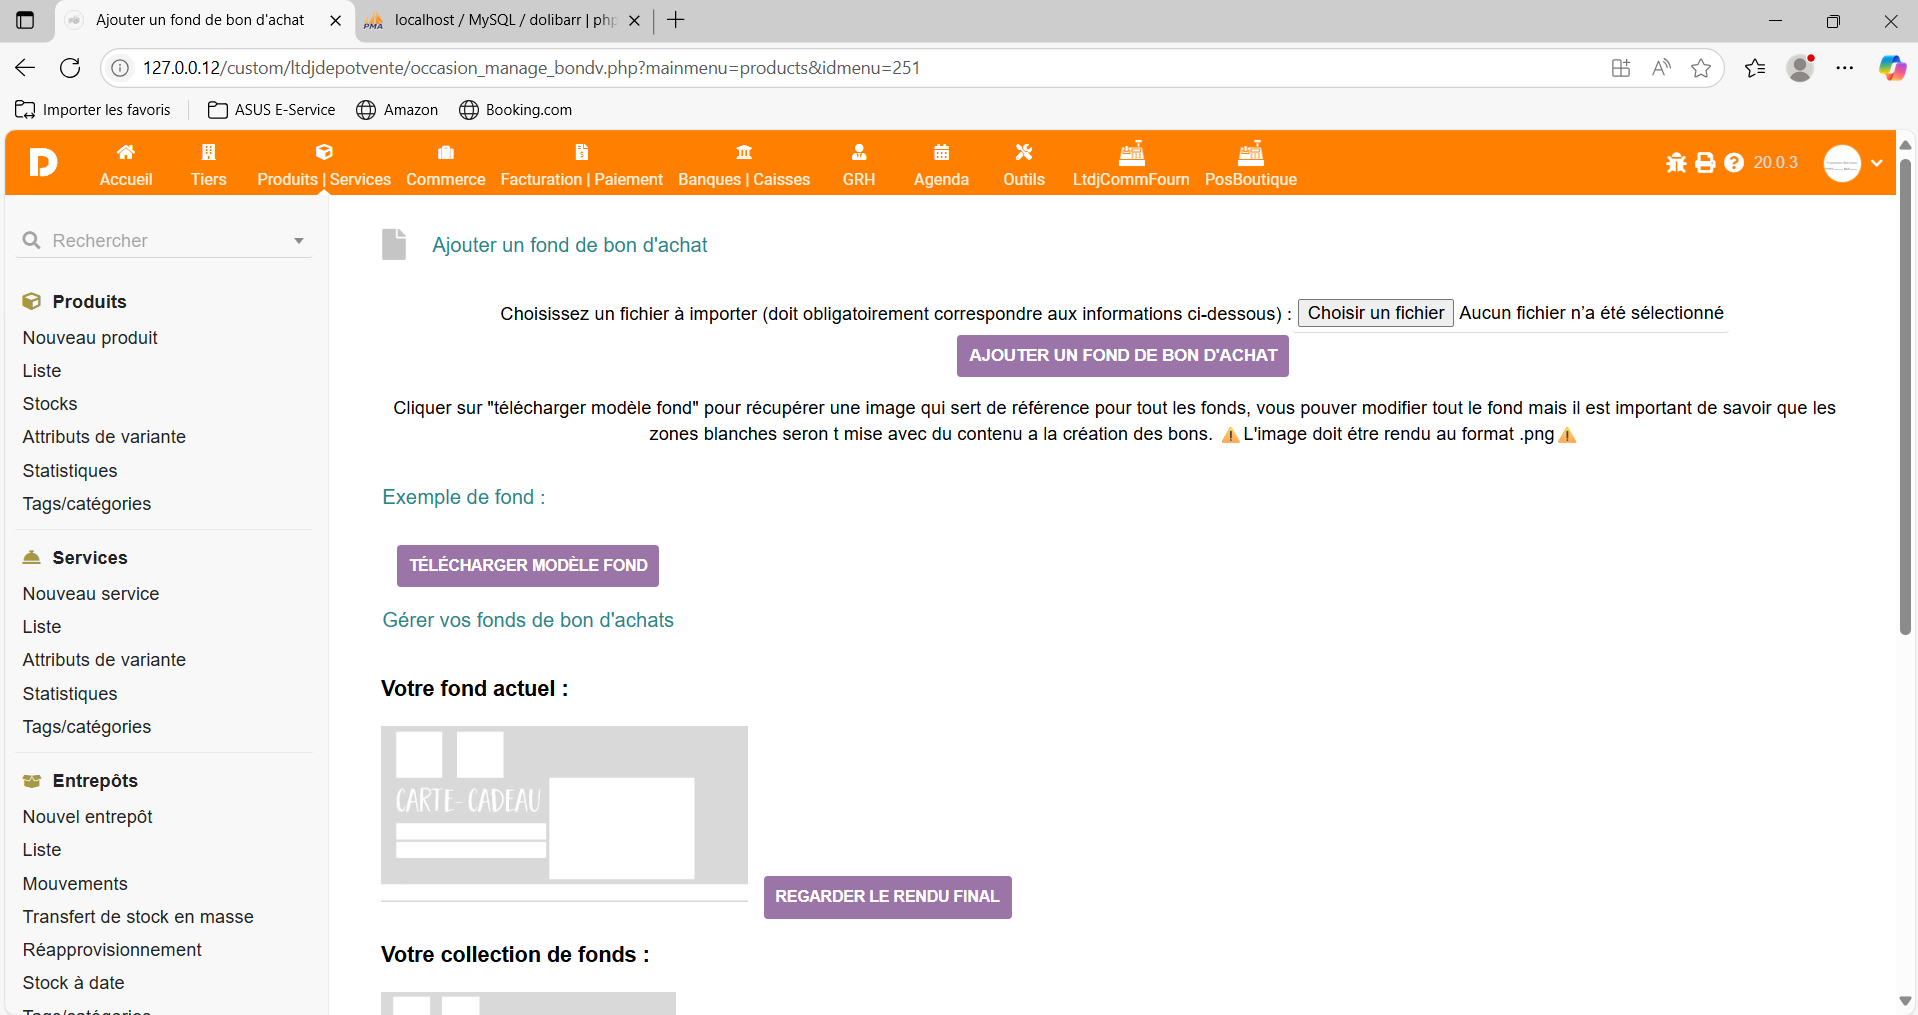 Ajouter un fond de bon d'achat
localhost / MySQL / dolibarr | php
127.0.0.12/custom/ltdjdepotvente/occasion_manage_bondv.php?mainmenu=products&idmenu=251
Importer les favoris
ASUS E-Service
Amazon
Booking.com
Accueil
Tiers
Produits | Services
Commerce
Facturation | Paiement
Banques | Caisses
GRH
Agenda
Outils
LtdjCommFourn
PosBoutique
20.0.3
Rechercher
Produits
Nouveau produit
Liste
Stocks
Attributs de variante
Statistiques
Tags/catégories
Services
Nouveau service
Liste
Attributs de variante
Statistiques
Tags/catégories
Entrepôts
Nouvel entrepôt
Liste
Mouvements
Transfert de stock en masse
Réapprovisionnement
Stock à date
Tags/catégories
Ajouter un fond de bon d'achat
Choisissez un fichier à importer (doit obligatoirement correspondre aux informations ci-dessous) : Choisir un fichier Aucun fichier n'a été sélectionné
AJOUTER UN FOND DE BON D'ACHAT
Cliquer sur "télécharger modèle fond" pour récupérer une image qui sert de référence pour tout les fonds, vous pouver modifier tout le fond mais il est important de savoir que les
zones blanches seron t mise avec du contenu a la création des bons. ⚠️L'image doit étre rendu au format .png⚠️
Exemple de fond :
TÉLÉCHARGER MODÈLE FOND
Gérer vos fonds de bon d'achats
Votre fond actuel :
CARTE-CADEAU
REGARDER LE RENDU FINAL
Votre collection de fonds :